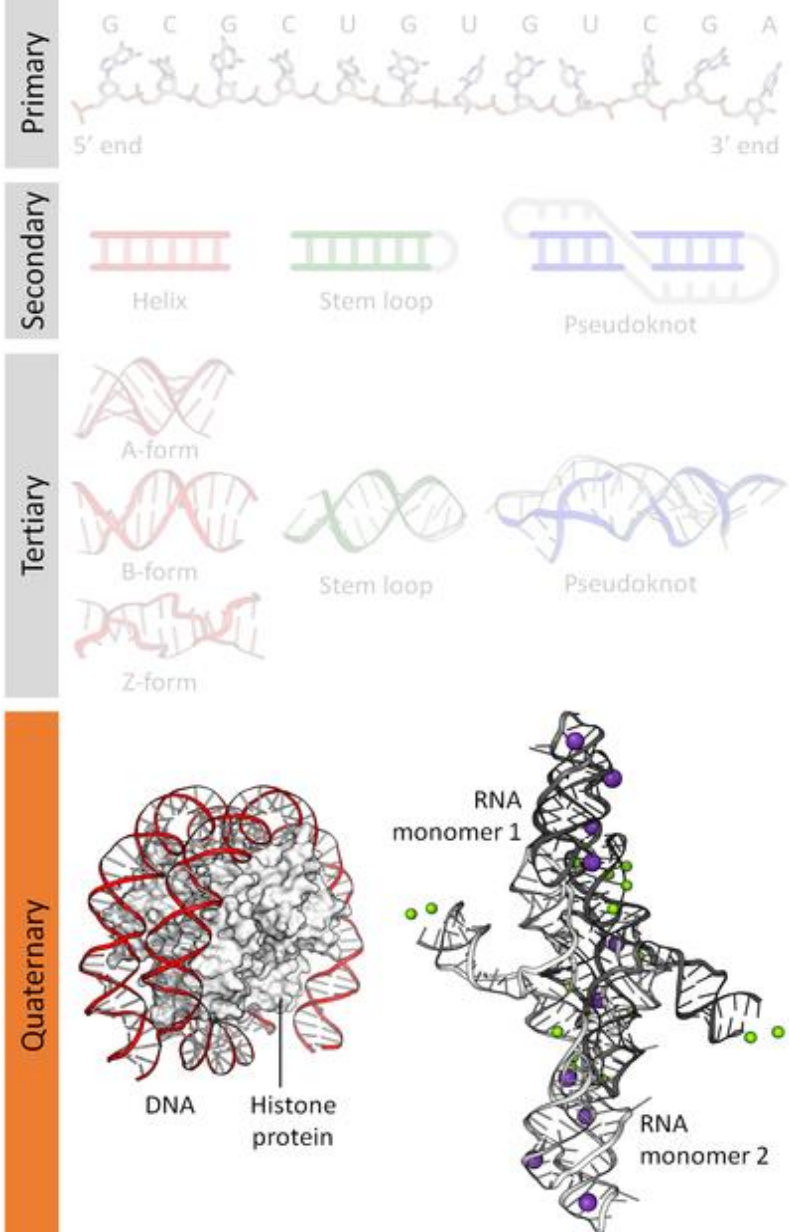 Primary
G C G C U G U G U C G A
5' end 3' end
Secondary
Helix
Stem loop
Pseudoknot
Tertiary
A-form
B-form
Z-form
Stem loop
Pseudoknot
Quaternary
DNA
Histone
protein
RNA
monomer 1
RNA
monomer 2